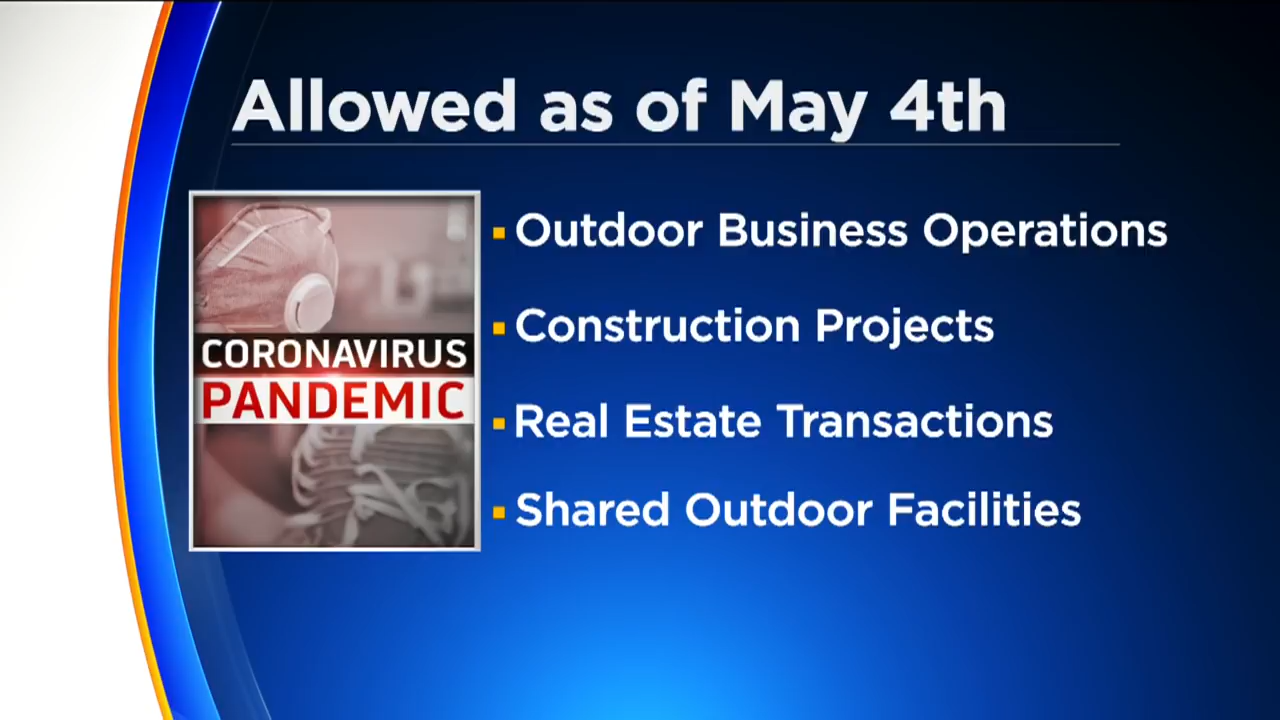 Allowed as of May 4th
CORONAVIRUS
PANDEMIC
Outdoor Business Operations
Construction Projects
Real Estate Transactions
Shared Outdoor Facilities